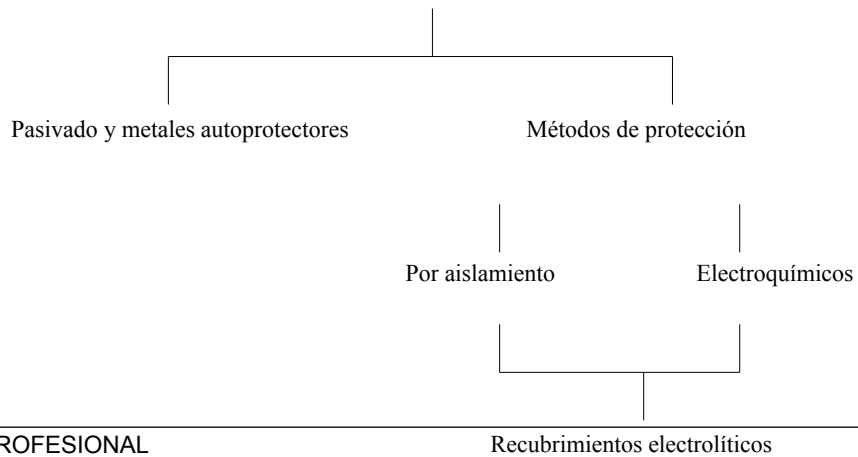 Pasivado y metales autoprotectores Métodos de protección
Por aislamiento Electroquímicos
ROFESIONAL Recubrimientos electrolíticos